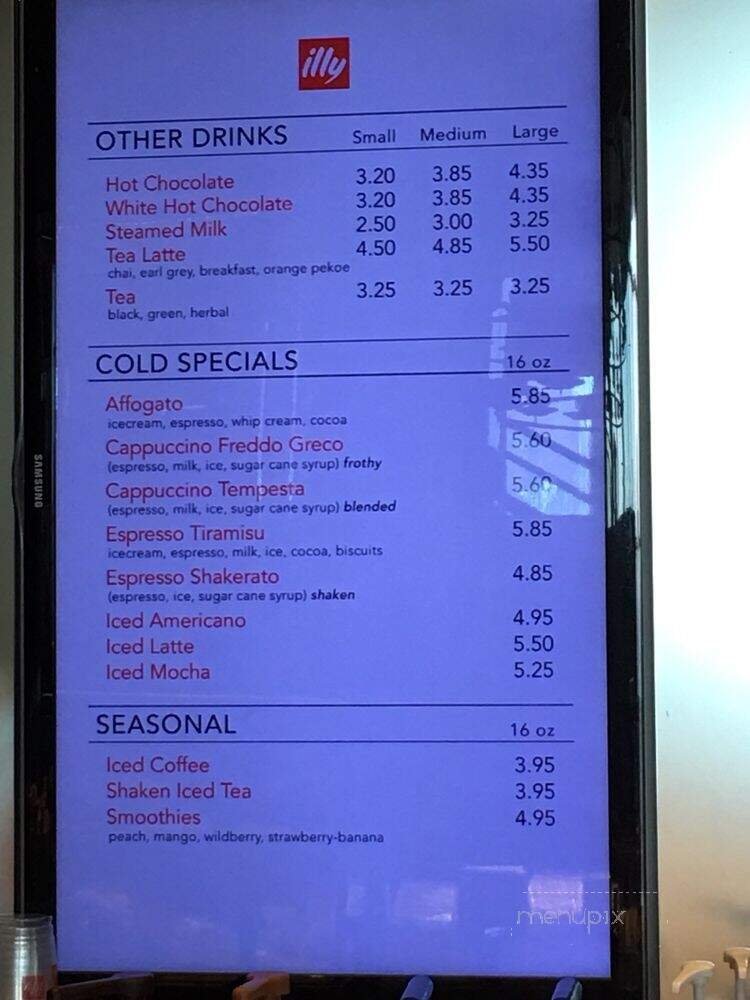 illy
OTHER DRINKS Small Medium Large
Hot Chocolate 3.20 3.85 4.35
White Hot Chocolate 3.20 3.85 4.35
Steamed Milk 2.50 3.00 3.25
Tea Latte 4.50 4.85 5.50
chai, earl grey, breakfast, orange pekoe
Tea 3.25 3.25 3.25
black, green, herbal
COLD SPECIALS 16 oz
Affogato 5.85
icecream, espresso, whip cream, cocoa
Cappuccino Freddo Greco 5.60
(espresso, milk, ice, sugar cane syrup) frothy
Cappuccino Tempesta 5.60
(espresso, milk, ice, sugar cane syrup) blended
Espresso Tiramisu 5.85
icecream, espresso, milk, ice, cocoa, biscuits
Espresso Shakerato 4.85
(espresso, ice, sugar cane syrup) shaken
Iced Americano 4.95
Iced Latte 5.50
Iced Mocha 5.25
SEASONAL 16 oz
Iced Coffee 3.95
Shaken Iced Tea 3.95
Smoothies 4.95
peach, mango, wildberry, strawberry-banana
SAMSUNG
menupix